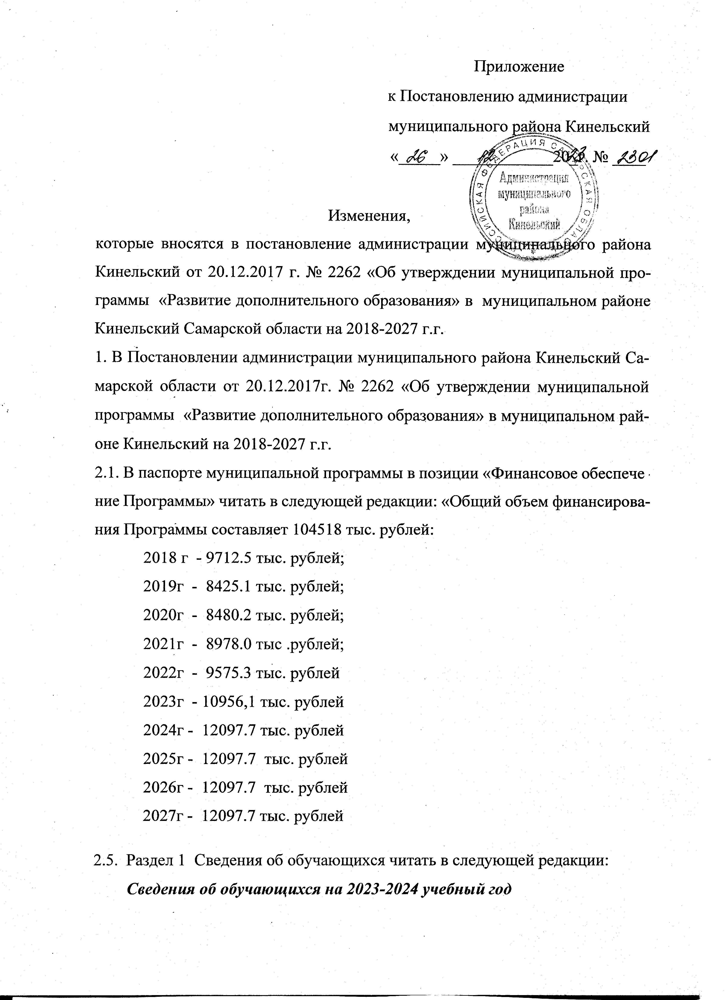 Приложение
к Постановлению администрации
муниципального района Кинельский
«26» 12 2023 г. № 2301
РОССИЙСКАЯ ФЕДЕРАЦИЯ САМАРСКАЯ ОБЛАСТЬ
Администрация
муниципального
района
Кинельский
Изменения,
которые вносятся в постановление администрации муниципального района
Кинельский от 20.12.2017 г. № 2262 «Об утверждении муниципальной про-
граммы «Развитие дополнительного образования» в муниципальном районе
Кинельский Самарской области на 2018-2027 г.г.
1. В Постановлении администрации муниципального района Кинельский Са-
марской области от 20.12.2017г. № 2262 «Об утверждении муниципальной
программы «Развитие дополнительного образования» в муниципальном рай-
оне Кинельский на 2018-2027 г.г.
2.1. В паспорте муниципальной программы в позиции «Финансовое обеспече
ние Программы» читать в следующей редакции: «Общий объем финансирова-
ния Программы составляет 104518 тыс. рублей:
2018 г - 9712.5 тыс. рублей;
2019г - 8425.1 тыс. рублей;
2020г - 8480.2 тыс. рублей;
2021г - 8978.0 тыс .рублей;
2022г - 9575.3 тыс. рублей
2023г - 10956,1 тыс. рублей
2024г - 12097.7 тыс. рублей
2025г - 12097.7 тыс. рублей
2026г - 12097.7 тыс. рублей
2027г - 12097.7 тыс. рублей
2.5. Раздел 1 Сведения об обучающихся читать в следующей редакции:
Сведения об обучающихся на 2023-2024 учебный год